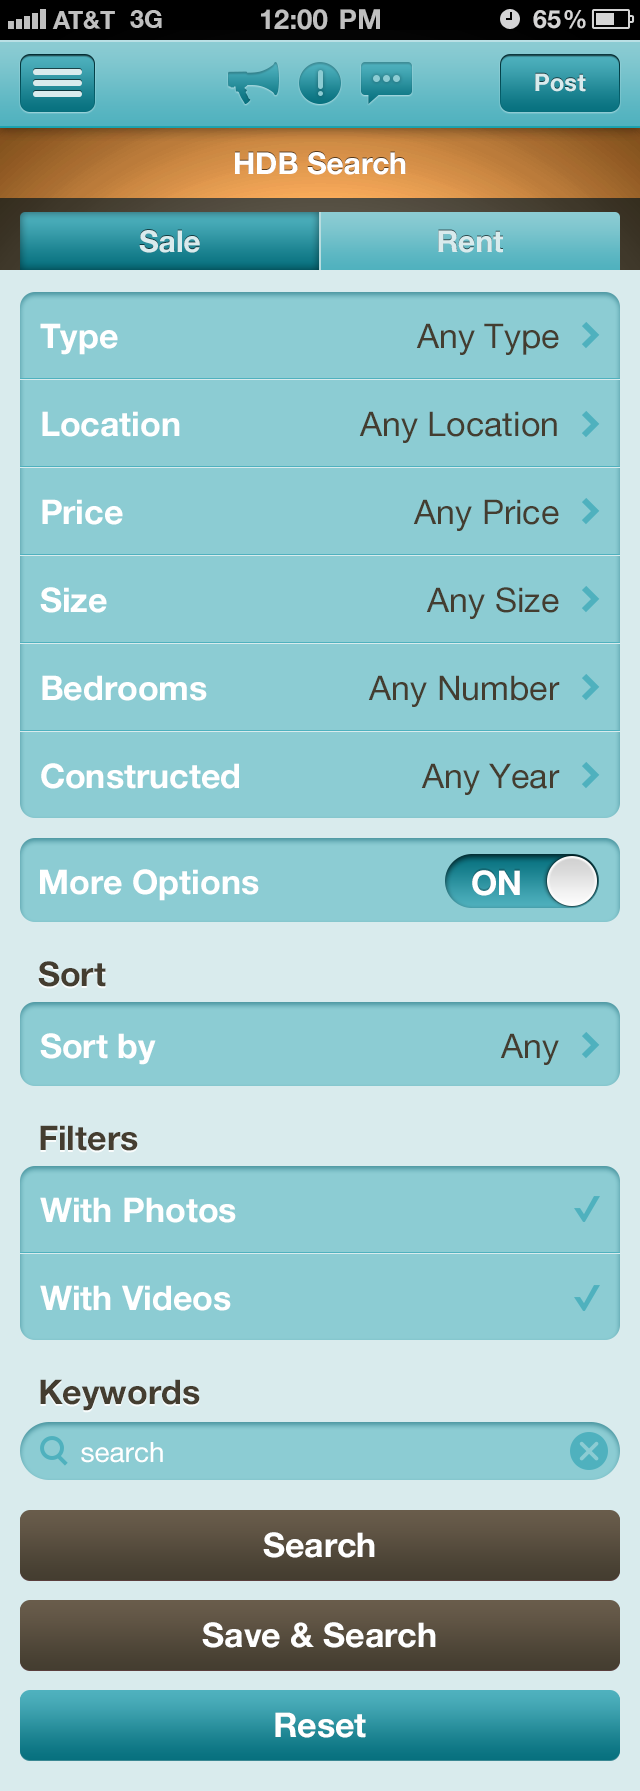 AT&T 3G 12:00 PM 65%
Post
HDB Search
Sale Rent
Type Any Type
Location Any Location
Price Any Price
Size Any Size
Bedrooms Any Number
Constructed Any Year
More Options ON
Sort
Sort by Any
Filters
With Photos
With Videos
Keywords
search
Search
Save & Search
Reset